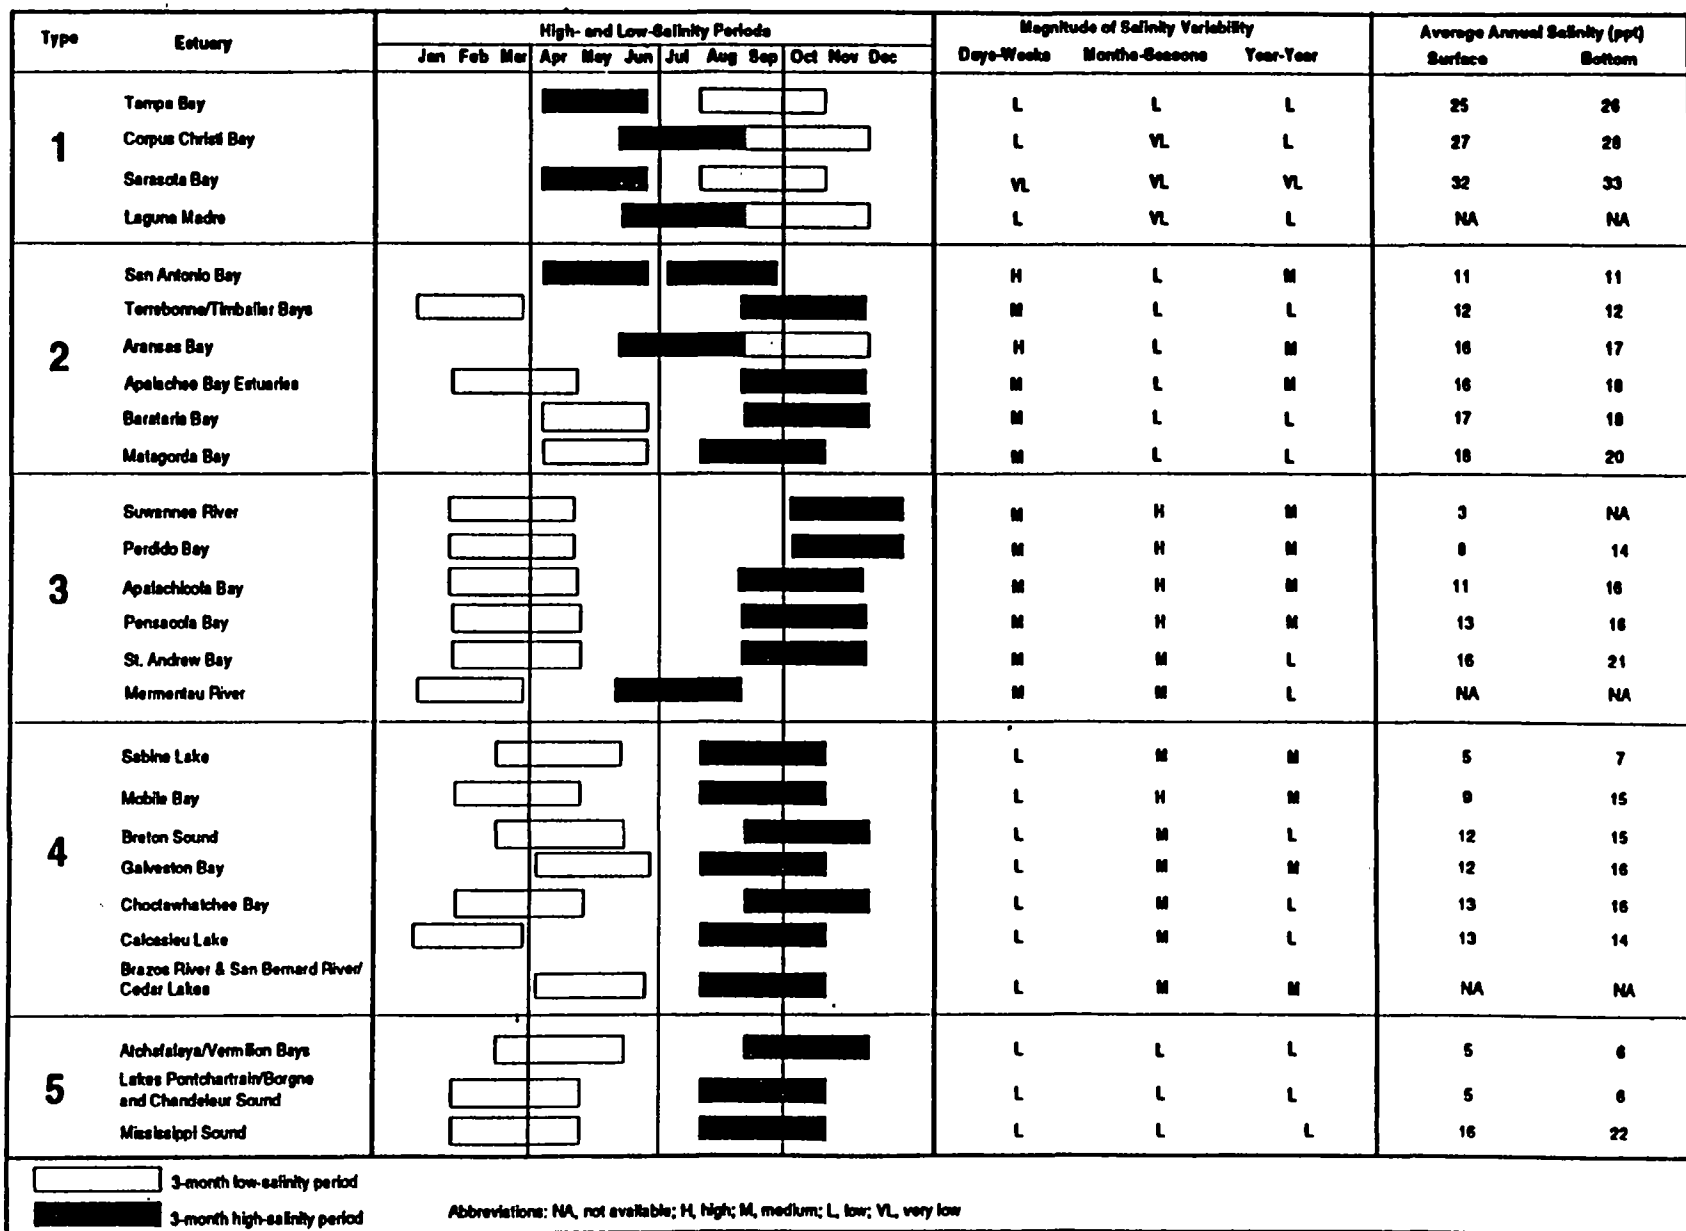 Type Estuary High- and Low-Salinity Periods Magnitude of Salinity Variability Average Annual Salinity (ppt)
Jan Feb Mar Apr May Jun Jul Aug Sep Oct Nov Dec Days-Weeks Months-Seasons Year-Year Surface Bottom
1
Tampa Bay L L L 25 26
Corpus Christi Bay L VL L 27 28
Sarasota Bay VL VL VL 32 33
Laguna Madre L VL L NA NA
2
San Antonio Bay H L M 11 11
Terrebonne/Timbalier Bays M L L 12 12
Aransas Bay H L M 16 17
Apalachee Bay Estuaries M L M 16
Barataria Bay M L L 17
Matagorda Bay M L L 20
3
Suwannee River M H M 3 NA
Perdido Bay M H M 14
Apalachicola Bay M H M 11 16
Pensacola Bay M H M 13
St. Andrew Bay M M L 16 21
Mermentau River M M L NA NA
4
Sabine Lake L M M 5 7
Mobile Bay L H M 9 15
Breton Sound L M L 12 15
Galveston Bay L M M 12 16
Choctawhatchee Bay L M L 13 16
Calcasieu Lake L M L 13 14
Brazos River & San Bernard River/
Cedar Lakes L M M NA NA
5
Atchafalaya/Vermilion Bays L L L 5 6
Lakes Pontchartrain/Borgne
and Chandeleur Sound L L L 5 6
Mississippi Sound L L L 16 22
3-month low-salinity period
3-month high-salinity period
Abbreviations: NA, not available; H, high; M, medium; L, low; VL, very low